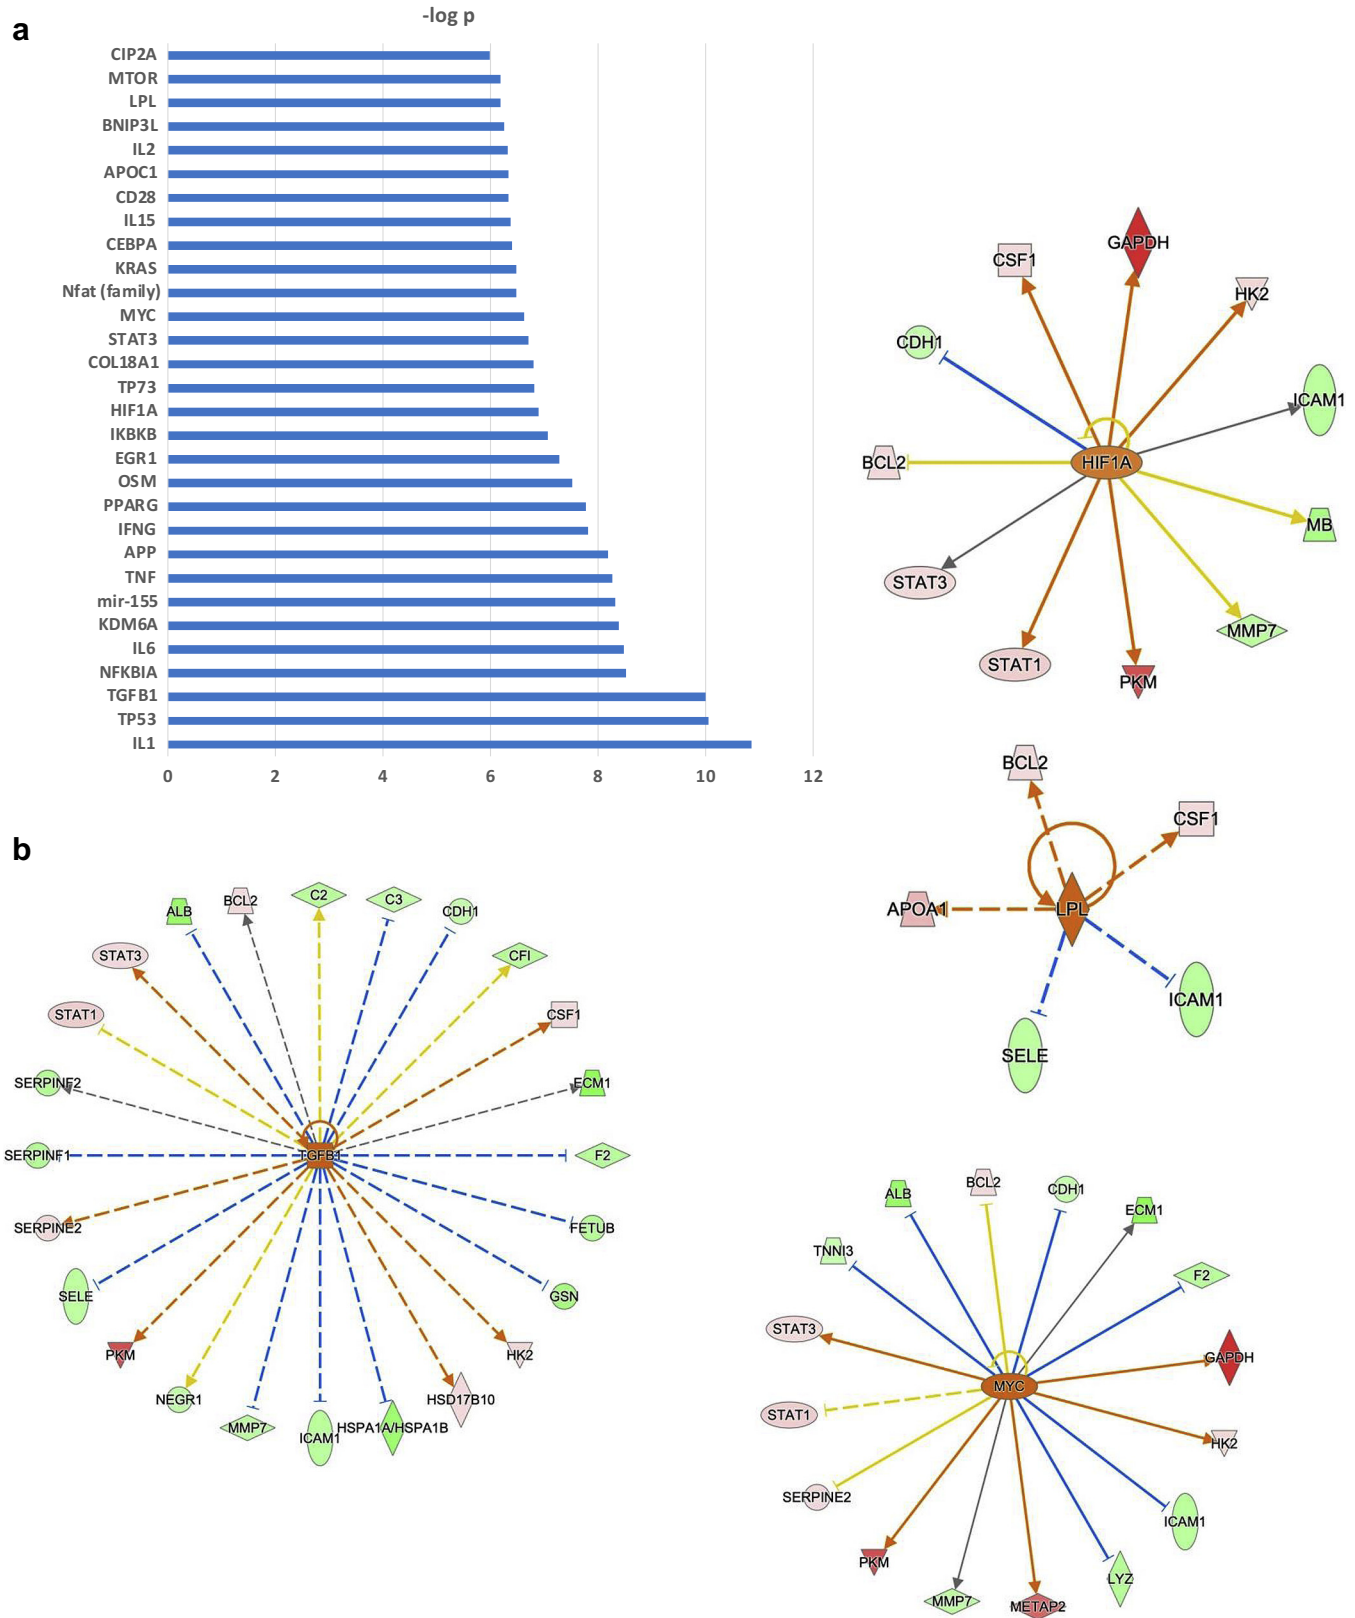 a
-log p
CIP2A
MTOR
LPL
BNIP3L
IL2
APOC1
CD28
IL15
CEBPA
KRAS
Nfat (family)
MYC
STAT3
COL18A1
TP73
HIF1A
IKBKB
EGR1
OSM
PPARG
IFNG
APP
TNF
mir-155
KDM6A
IL6
NFKBIA
TGFB1
TP53
IL1
0 2 4 6 8 10 12
GAPDH
CSF1
HK2
CDH1
ICAM1
BCL2
HIF1A
MB
STAT3
MMP7
STAT1
PKM
BCL2
CSF1
APOA1
LPL
ICAM1
SELE
b
ALB
BCL2
C2
C3
CDH1
STAT3
CFI
STAT1
CSF1
SERPINF2
ECM1
SERPINF1
TGFB1
F2
SERPINE2
FETUB
SELE
GSN
PKM
HK2
NEGR1
HSD17B10
MMP7
ICAM1
HSPA1A/HSPA1B
ALB
BCL2
CDH1
ECM1
TNNI3
F2
STAT3
GAPDH
MYC
STAT1
HK2
SERPINE2
ICAM1
PKM
LYZ
MMP7
METAP2